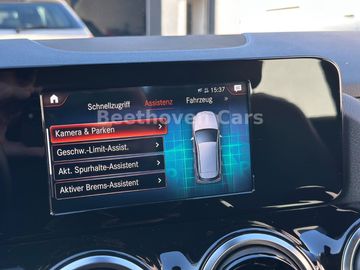 15:37
Schnellzugriff Assistenz Fahrzeug »
Beethoven Cars
Kamera & Parken >
Geschw.-Limit-Assist. >
Akt. Spurhalte-Assistent >
Aktiver Brems-Assistent >